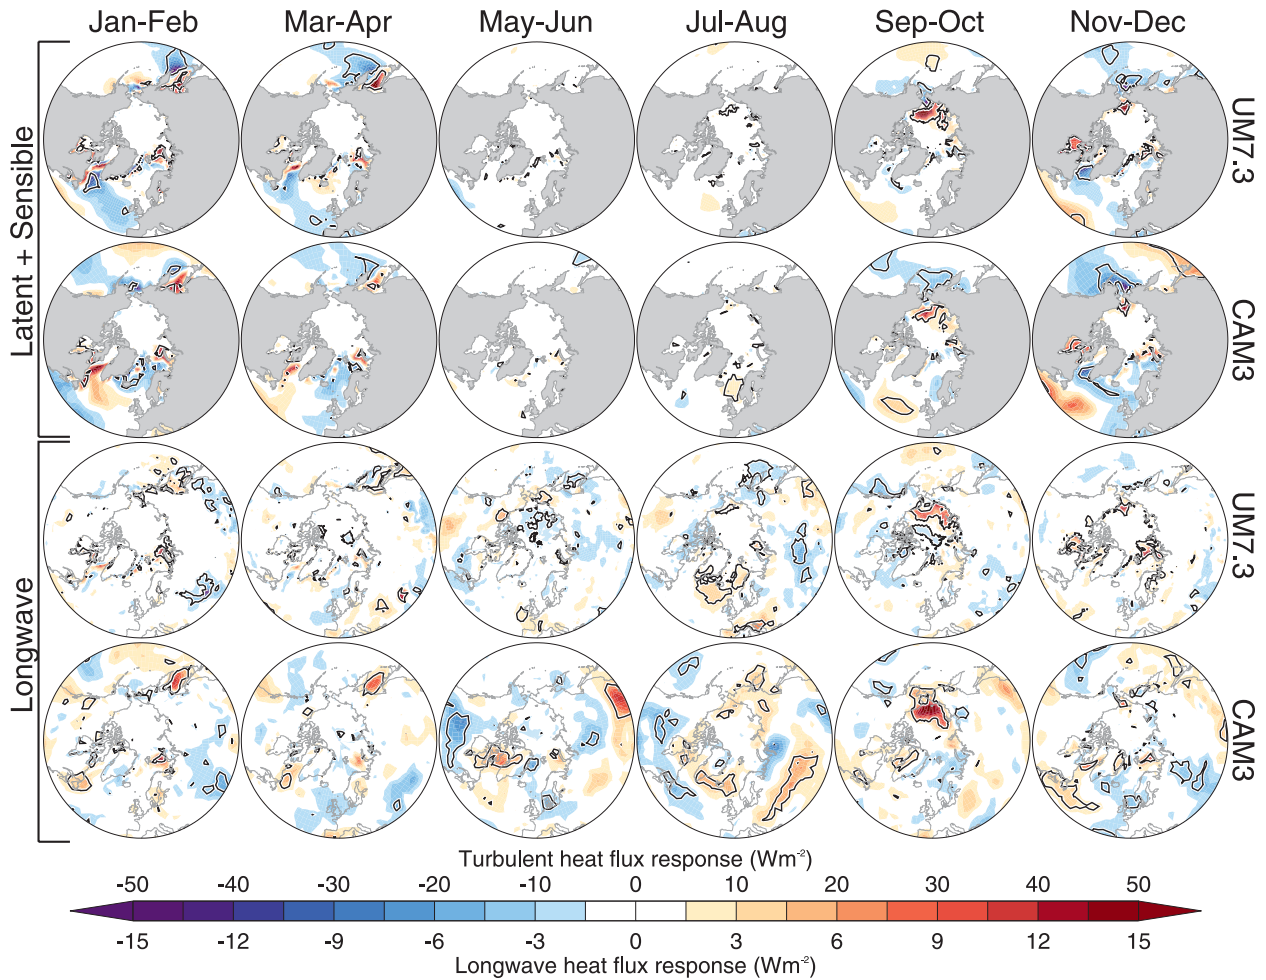 Jan-Feb Mar-Apr May-Jun Jul-Aug Sep-Oct Nov-Dec
Latent + Sensible
UM7.3
CAM3
Longwave
UM7.3
CAM3
Turbulent heat flux response (Wm⁻²)
-50 -40 -30 -20 -10 0 10 20 30 40 50
-15 -12 -9 -6 -3 0 3 6 9 12 15
Longwave heat flux response (Wm⁻²)